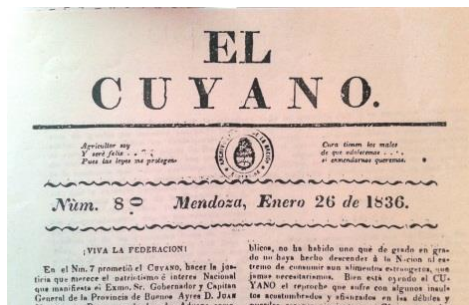 EL
CUYANO.
Agricultor soy
Y seré feliz
Pues las leyes me protegen
Cura tienen los males
de que adolecemos
si enmendarnos queremos.
Núm. 8º Mendoza, Enero 26 de 1836.
¡VIVA LA FEDERACION!
En el Nm. 7 prometió el CUYANO, hacer la jus-
ticia que merece el patriotismo é interes Nacional
que manifiesta el Exmo. Sr. Gobernador y Capitan
General de la Provincia de Buenos Ayres D. JUAN
blicos, no ha habido uno que de grado en gra-
do no haya hecho descender á la Nacion al es-
tremo de consumir aun alimentos estrangeros, que
jamas necesitarémos. Bien está oyendo el CU-
YANO el reproche que sufre con algunos insul-
tos acostumbrados y afianzados en las débiles y